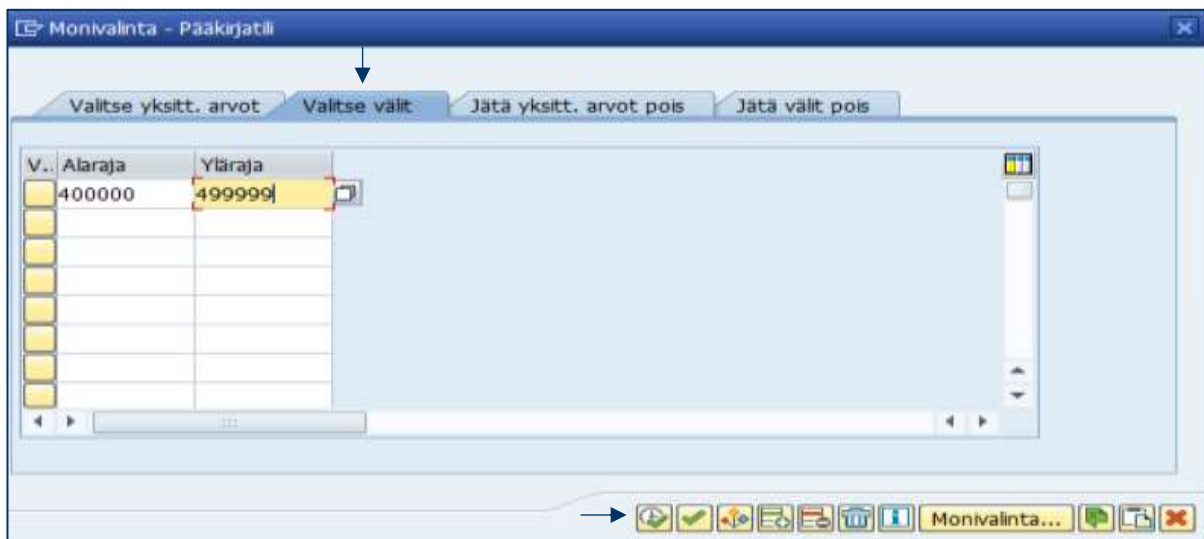 Monivalinta - Pääkirjatili
Valitse yksitt. arvot Valitse välit Jätä yksitt. arvot pois Jätä välit pois
V.. Alaraja Yläraja
400000 499999
Monivalinta...